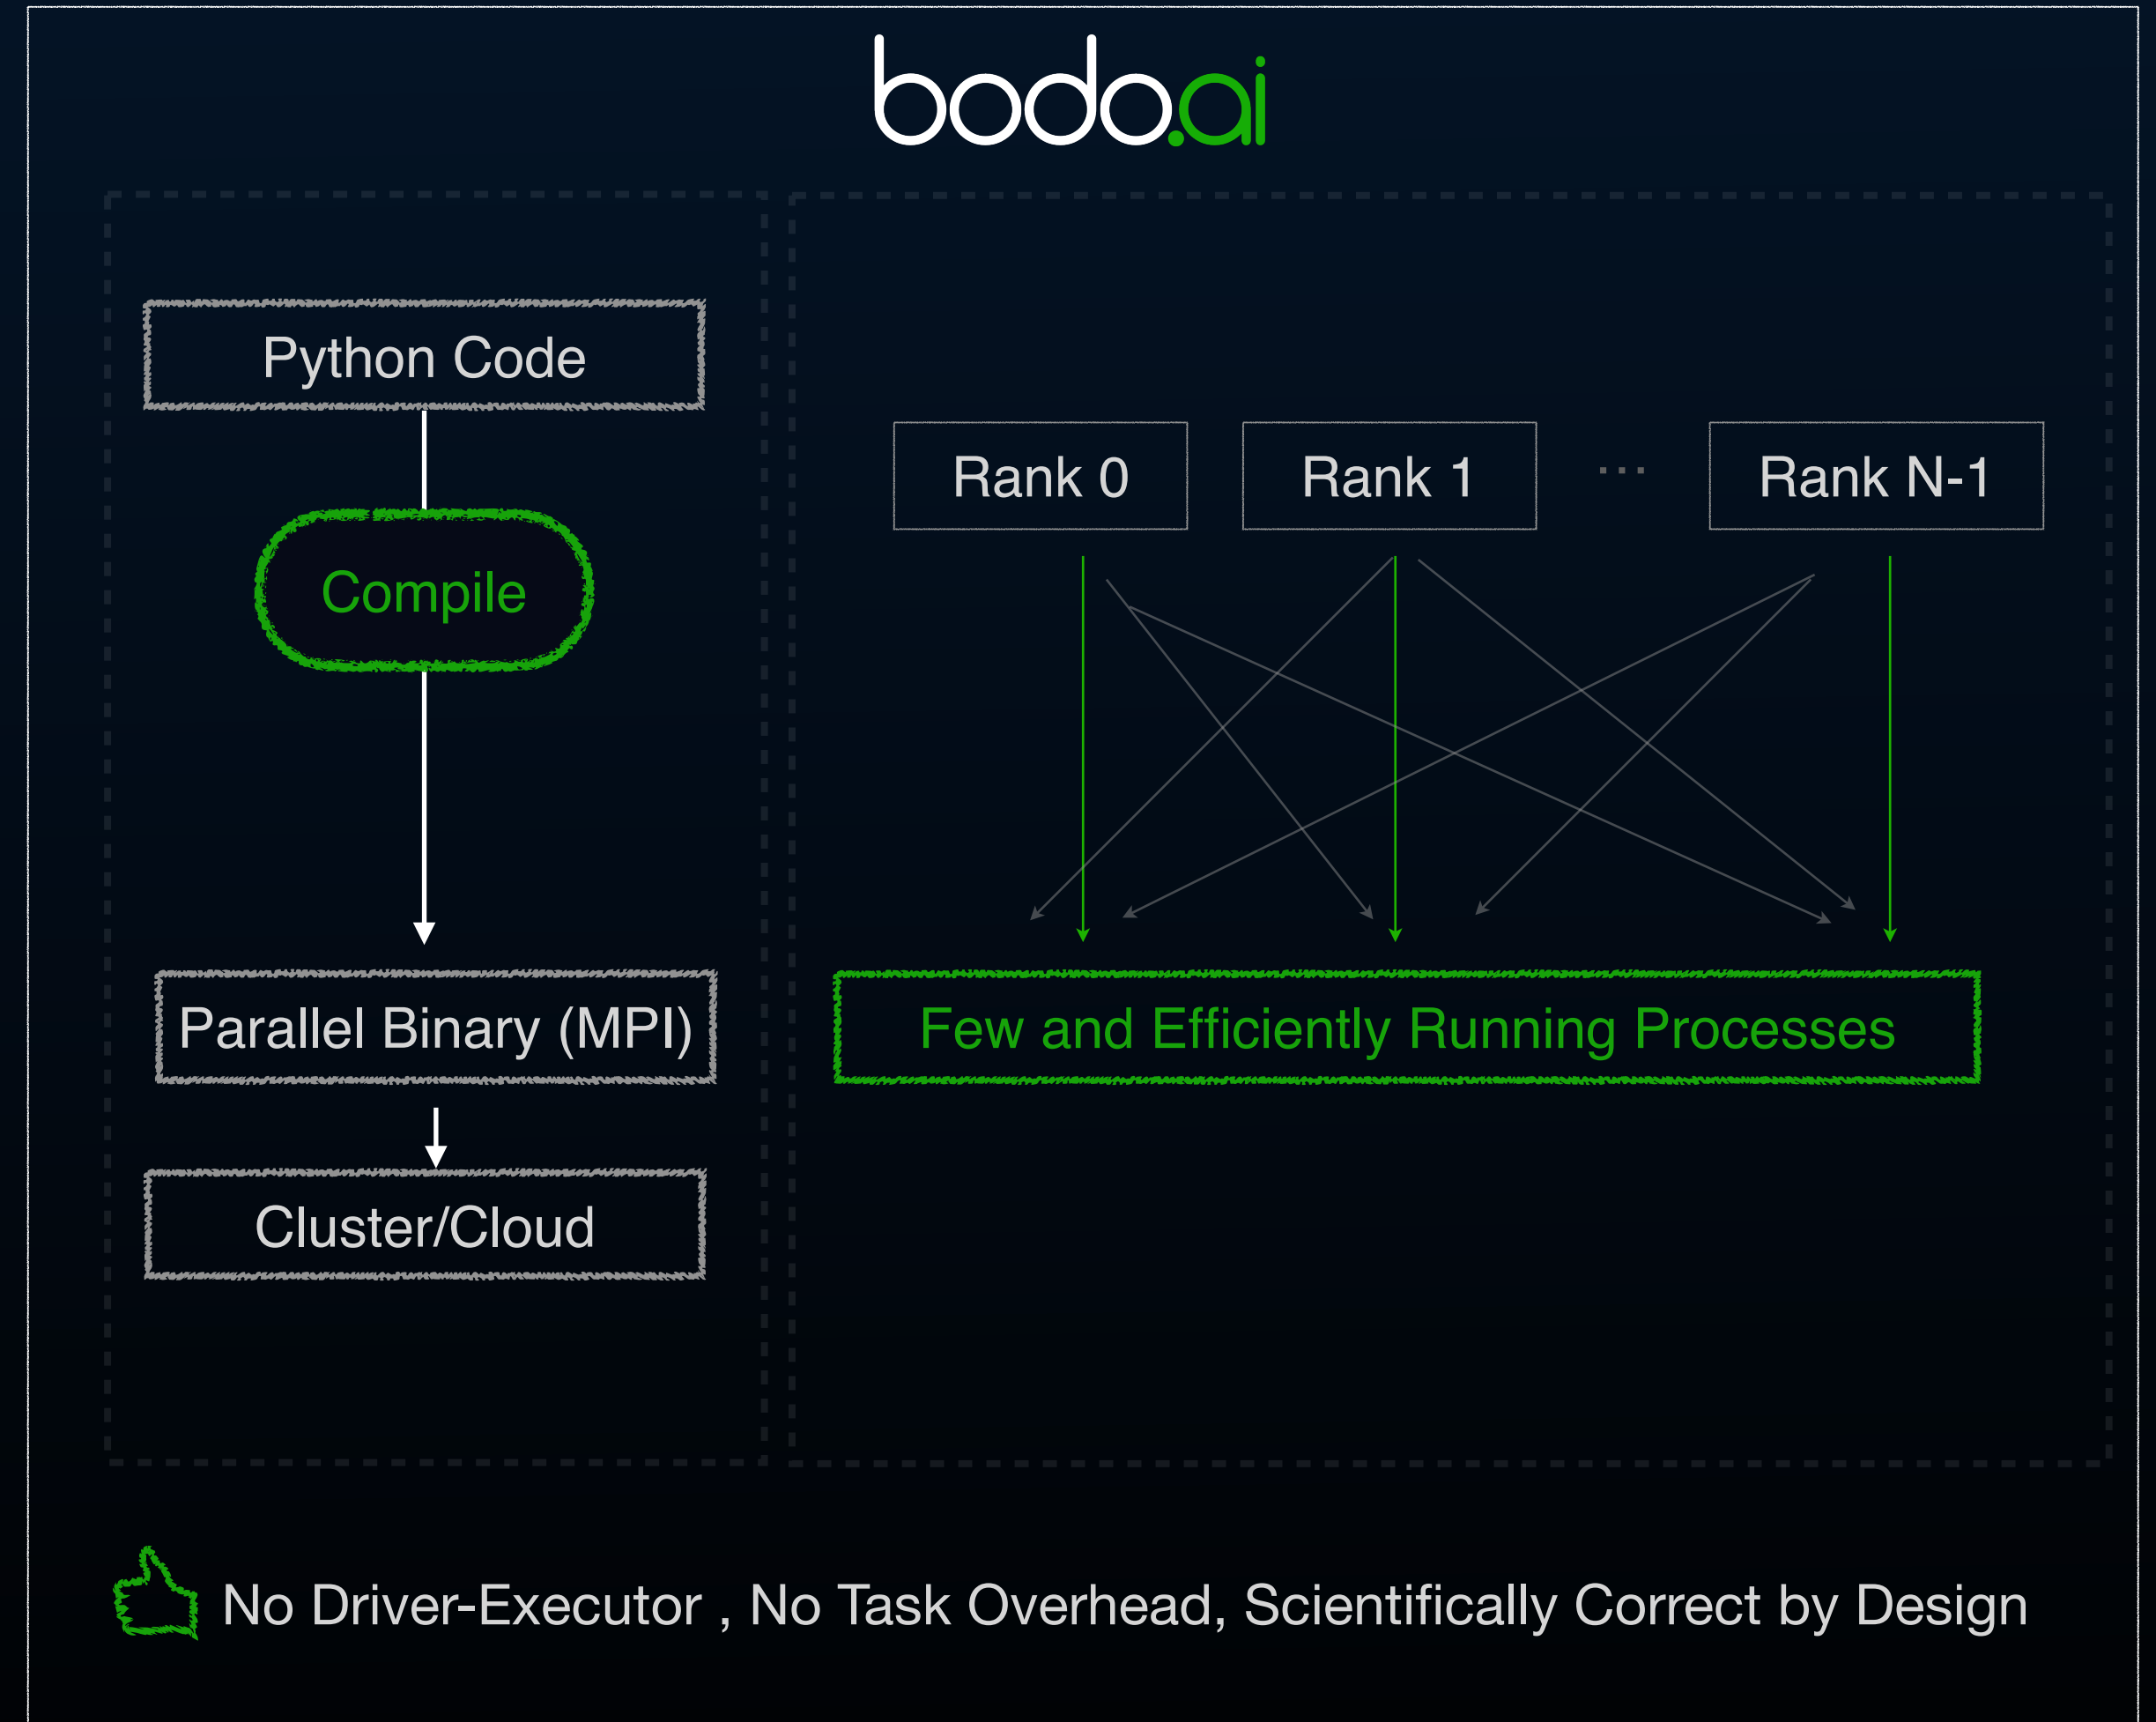 bodo.ai
Python Code
Compile
Parallel Binary (MPI)
Cluster/Cloud
Rank 0
Rank 1
...
Rank N-1
Few and Efficiently Running Processes
No Driver-Executor , No Task Overhead, Scientifically Correct by Design